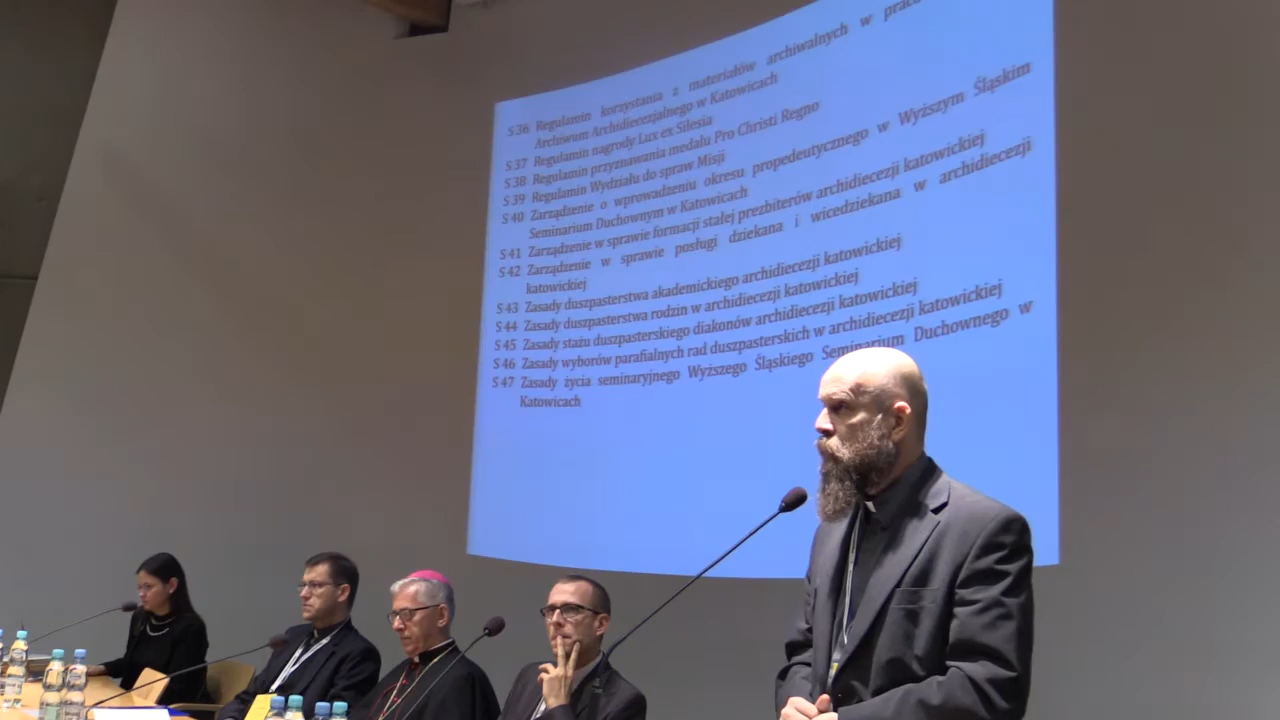 S 36 Regulamin korzystania z materiałów archiwalnych w
Archiwum Archidiecezjalnego w Katowicach
S 37 Regulamin nagrody Lux ex Silesia
S 38 Regulamin przyznawania medalu Pro Christi Regno
S 39 Regulamin Wydziału do spraw Misji
S 40 Zarządzenie o wprowadzeniu okresu propedeutycznego w Wyższym Śląskim
Seminarium Duchownym w Katowicach
S 41 Zarządzenie w sprawie formacji stałej prezbiterów archidiecezji katowickiej
S 42 Zarządzenie w sprawie posługi dziekana i wicedziekana w archidiecezji
katowickiej
S 43 Zasady duszpasterstwa akademickiego archidiecezji katowickiej
S 44 Zasady duszpasterstwa rodzin w archidiecezji katowickiej
S 45 Zasady stażu duszpasterskiego diakonów archidiecezji katowickiej
S 46 Zasady wyborów parafialnych rad duszpasterskich w archidiecezji katowickiej
S 47 Zasady życia seminaryjnego Wyższego Śląskiego Seminarium Duchownego w
Katowicach